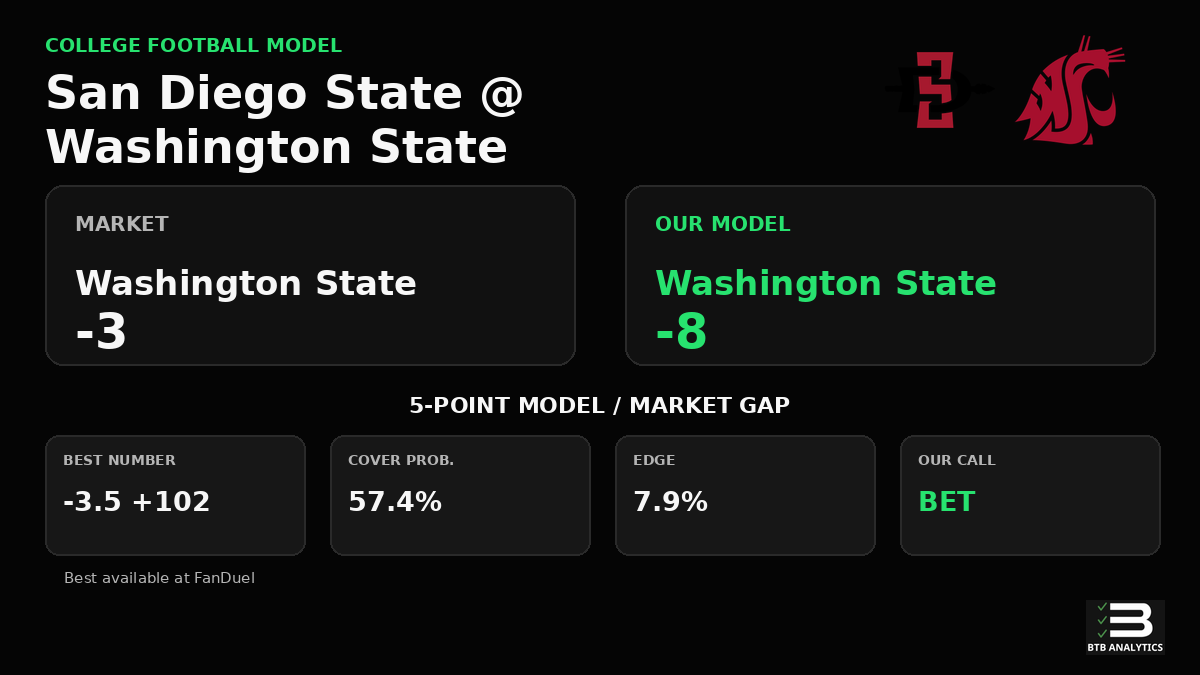 COLLEGE FOOTBALL MODEL
San Diego State @
Washington State
MARKET
Washington State
-3
OUR MODEL
Washington State
-8
5-POINT MODEL / MARKET GAP
BEST NUMBER
-3.5 +102
COVER PROB.
57.4%
EDGE
7.9%
OUR CALL
BET
Best available at FanDuel
BTB ANALYTICS